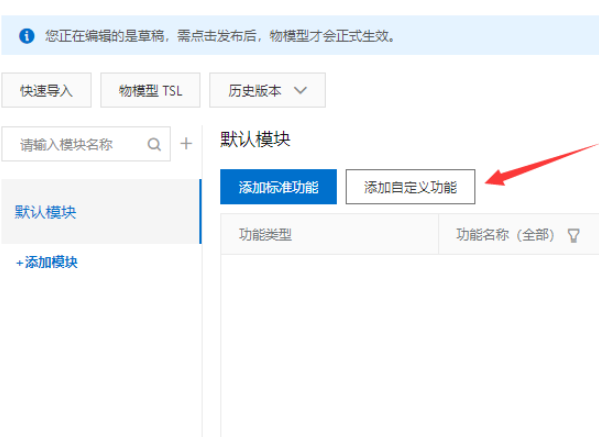 您正在编辑的是草稿，需点击发布后，物模型才会正式生效。
快速导入 物模型 TSL 历史版本
请输入模块名称 默认模块
添加标准功能 添加自定义功能
默认模块
功能类型 功能名称（全部）
+添加模块